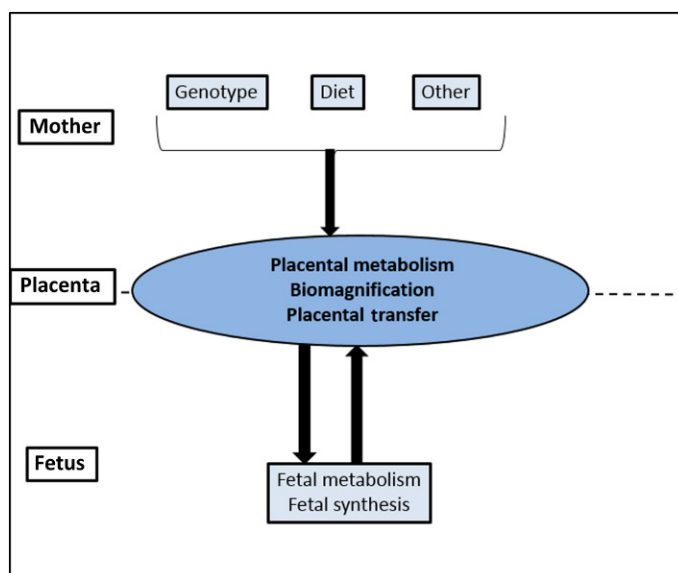 Genotype Diet Other
Mother
Placenta
Placental metabolism
Biomagnification
Placental transfer
Fetus
Fetal metabolism
Fetal synthesis